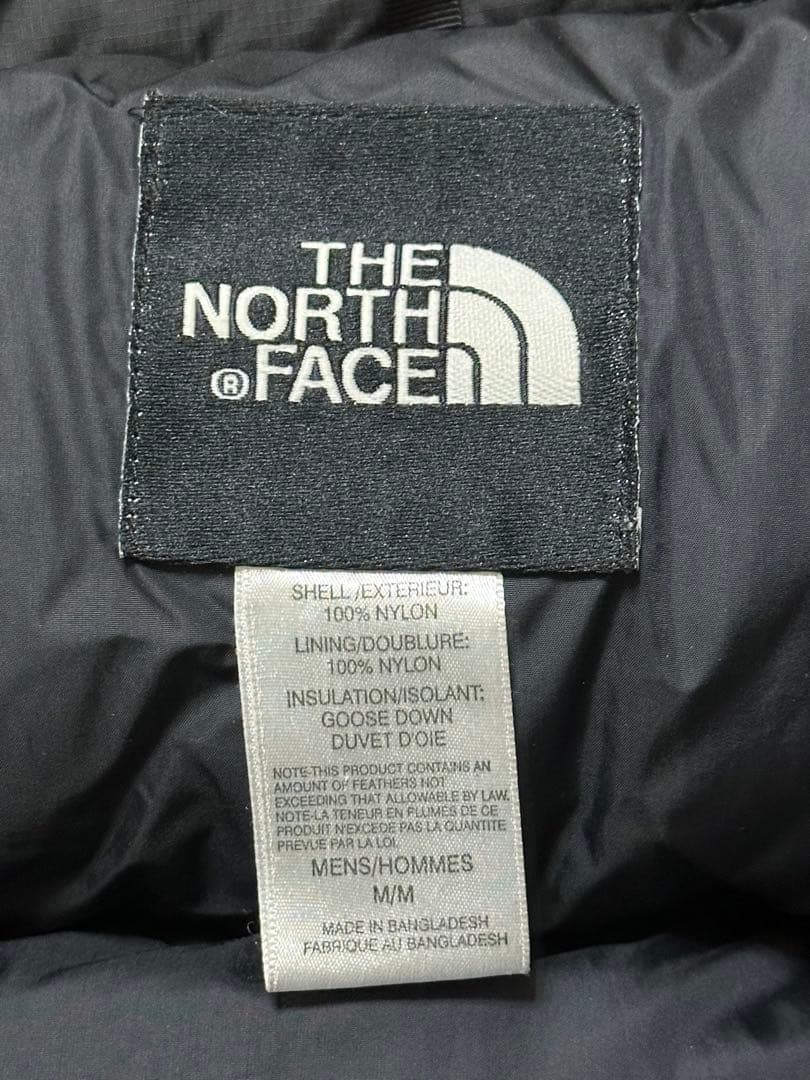 THE
NORTH
® FACE
SHELL/EXTERIEUR:
100% NYLON
LINING/DOUBLURE:
100% NYLON
INSULATION/ISOLANT:
GOOSE DOWN
DUVET D'OIE
NOTE-THIS PRODUCT CONTAINS AN
AMOUNT OF FEATHERS NOT
EXCEEDING THAT ALLOWABLE BY LAW.
NOTE-LA TENEUR EN PLUMES DE CE
PRODUIT N'EXCEDE PAS LA QUANTITE
PREVUE PAR LA LOI.
MENS/HOMMES
M/M
MADE IN BANGLADESH
FABRIQUE AU BANGLADESH